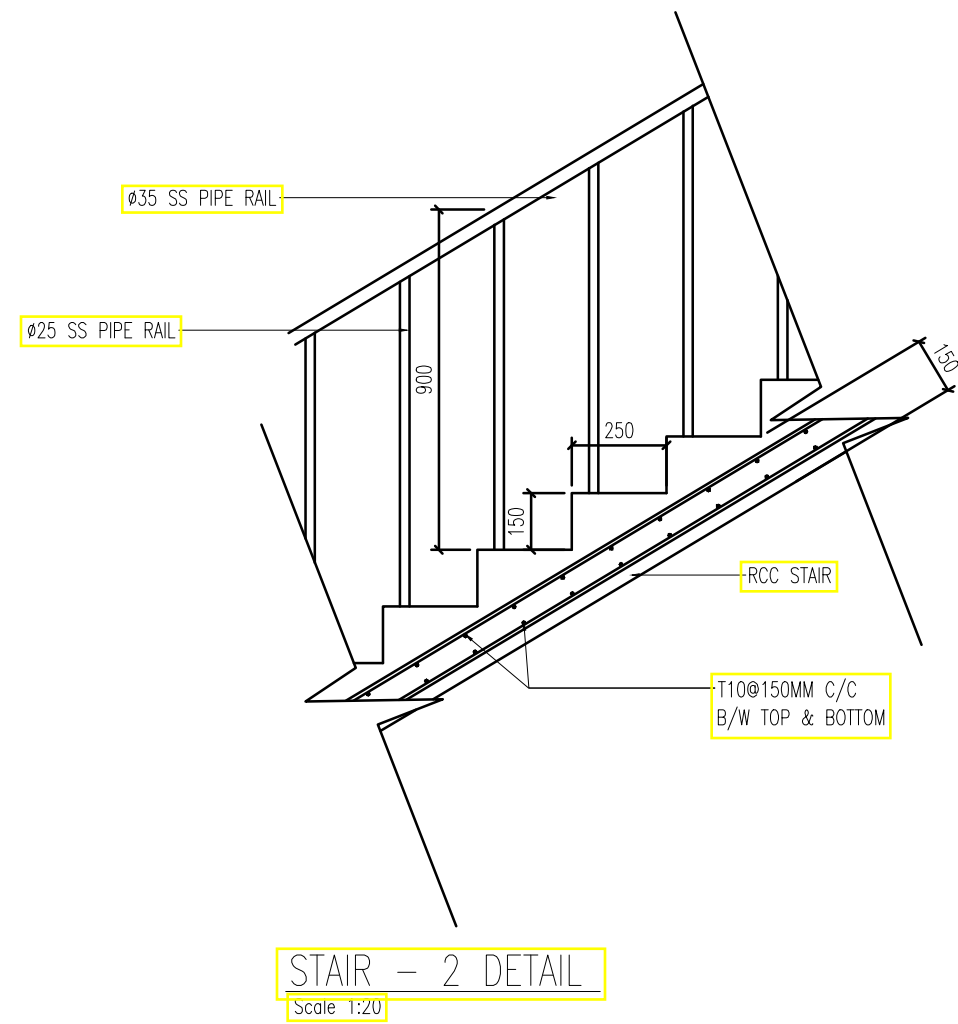 Ø35 SS PIPE RAIL
Ø25 SS PIPE RAIL
900
150
250
150
RCC STAIR
T10@150MM C/C
B/W TOP & BOTTOM
STAIR - 2 DETAIL
Scale 1:20